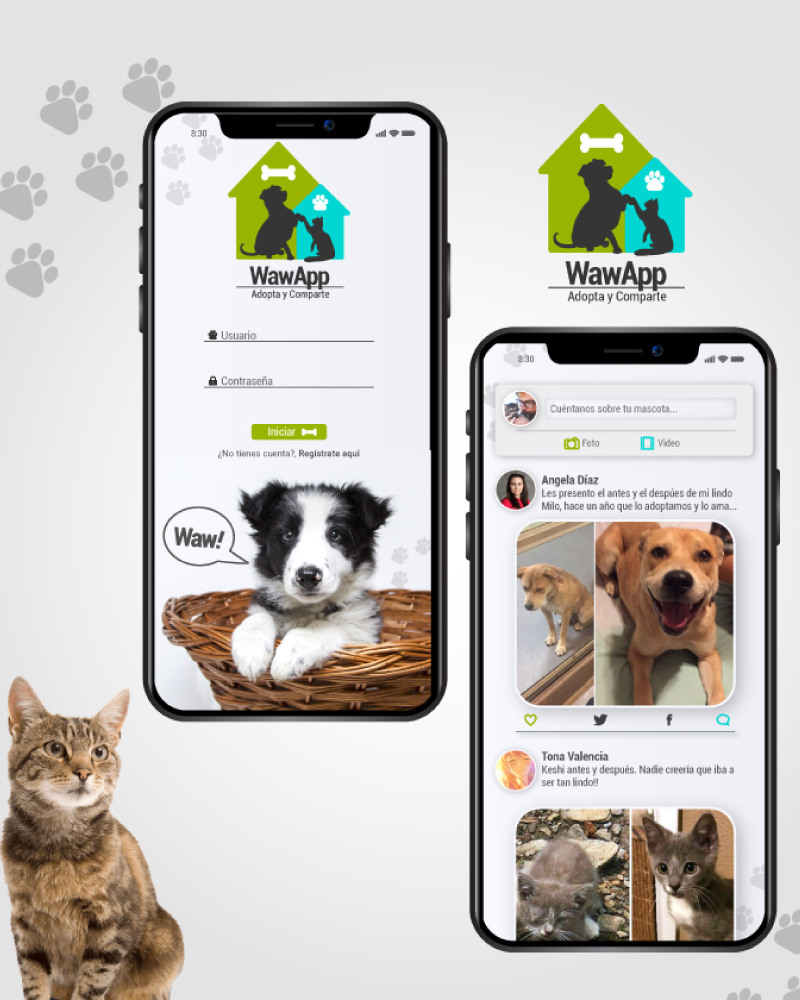 8:30
WawApp
Adopta y Comparte
Usuario
Contraseña
Iniciar
¿No tienes cuenta?, Registrate aquí
Waw!
WawApp
Adopta y Comparte
8:30
Cuéntanos sobre tu mascota...
Foto
Video
Angela Díaz
Les presento el antes y el despúes de mi lindo
Milo, hace un año que lo adoptamos y lo ama...
Tona Valencia
Keshi antes y después. Nadie creería que iba a
ser tan lindo!!